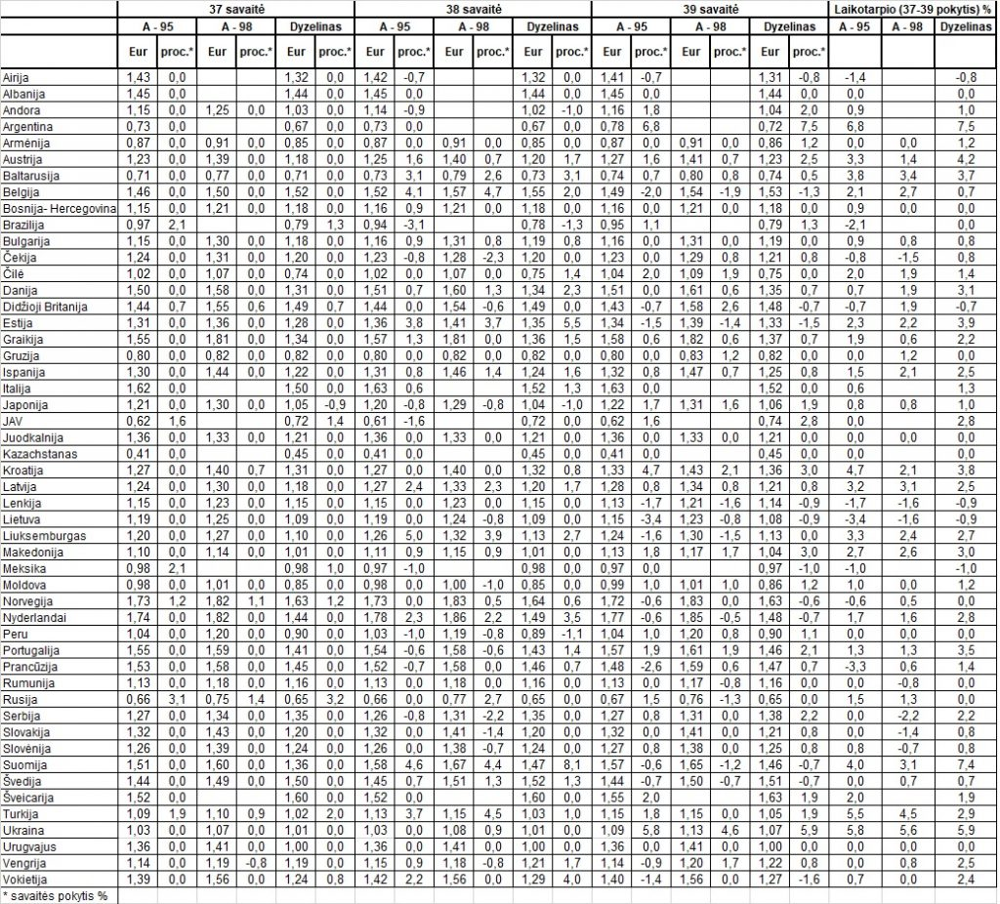 37 savaitė 38 savaitė 39 savaitė Laikotarpio (37-39 pokytis) %
A - 95 A - 98 Dyzelinas A - 95 A - 98 Dyzelinas A - 95 A - 98 Dyzelinas A - 95 A - 98 Dyzelinas
Eur proc.* Eur proc.* Eur proc.* Eur proc.* Eur proc.* Eur proc.* Eur proc.* Eur proc.* Eur proc.*
Airija 1,43 0,0 1,32 0,0 1,42 -0,7 1,32 0,0 1,41 -0,7 1,31 -0,8 -1,4 -0,8
Albanija 1,45 0,0 1,44 0,0 1,45 0,0 1,44 0,0 1,45 0,0 1,44 0,0 0,0 0,0
Andora 1,15 0,0 1,25 0,0 1,03 0,0 1,14 -0,9 1,02 -1,0 1,16 1,8 1,04 2,0 0,9 1,0
Argentina 0,73 0,0 0,67 0,0 0,73 0,0 0,67 0,0 0,78 6,8 0,72 7,5 6,8 7,5
Armėnija 0,87 0,0 0,91 0,0 0,85 0,0 0,87 0,0 0,91 0,0 0,85 0,0 0,87 0,0 0,91 0,0 0,86 1,2 0,0 0,0 1,2
Austrija 1,23 0,0 1,39 0,0 1,18 0,0 1,25 1,6 1,40 0,7 1,20 1,7 1,27 1,6 1,41 0,7 1,23 2,5 3,3 1,4 4,2
Baltarusija 0,71 0,0 0,77 0,0 0,71 0,0 0,73 3,1 0,79 2,6 0,73 3,1 0,74 0,7 0,80 0,8 0,74 0,5 3,8 3,4 3,7
Belgija 1,46 0,0 1,50 0,0 1,52 0,0 1,52 4,1 1,57 4,7 1,55 2,0 1,49 -2,0 1,54 -1,9 1,53 -1,3 2,1 2,7 0,7
Bosnija- Hercegovina 1,15 0,0 1,21 0,0 1,18 0,0 1,16 0,9 1,21 0,0 1,18 0,0 1,16 0,0 1,21 0,0 1,18 0,0 0,9 0,0 0,0
Brazilija 0,97 2,1 0,79 1,3 0,94 -3,1 0,78 -1,3 0,95 1,1 0,79 1,3 -2,1 0,0
Bulgarija 1,15 0,0 1,30 0,0 1,18 0,0 1,16 0,9 1,31 0,8 1,19 0,8 1,16 0,0 1,31 0,0 1,19 0,0 0,9 0,8 0,8
Čekija 1,24 0,0 1,31 0,0 1,20 0,0 1,23 -0,8 1,28 -2,3 1,20 0,0 1,23 0,0 1,29 0,8 1,21 0,8 -0,8 -1,5 0,8
Čilė 1,02 0,0 1,07 0,0 0,74 0,0 1,02 0,0 1,07 0,0 0,75 1,4 1,04 2,0 1,09 1,9 0,75 0,0 2,0 1,9 1,4
Danija 1,50 0,0 1,58 0,0 1,31 0,0 1,51 0,7 1,60 1,3 1,34 2,3 1,51 0,0 1,61 0,6 1,35 0,7 0,7 1,9 3,1
Didžioji Britanija 1,44 0,7 1,55 0,6 1,49 0,7 1,44 0,0 1,54 -0,6 1,49 0,0 1,43 -0,7 1,58 2,6 1,48 -0,7 -0,7 1,9 -0,7
Estija 1,31 0,0 1,36 0,0 1,28 0,0 1,36 3,8 1,41 3,7 1,35 5,5 1,34 -1,5 1,39 -1,4 1,33 -1,5 2,3 2,2 3,9
Graikija 1,55 0,0 1,81 0,0 1,34 0,0 1,57 1,3 1,81 0,0 1,36 1,5 1,58 0,6 1,82 0,6 1,37 0,7 1,9 0,6 2,2
Gruzija 0,80 0,0 0,82 0,0 0,82 0,0 0,80 0,0 0,82 0,0 0,82 0,0 0,80 0,0 0,83 1,2 0,82 0,0 0,0 1,2 0,0
Ispanija 1,30 0,0 1,44 0,0 1,22 0,0 1,31 0,8 1,46 1,4 1,24 1,6 1,32 0,8 1,47 0,7 1,25 0,8 1,5 2,1 2,5
Italija 1,62 0,0 1,50 0,0 1,63 0,6 1,52 1,3 1,63 0,0 1,52 0,0 0,6 1,3
Japonija 1,21 0,0 1,30 0,0 1,05 -0,9 1,20 -0,8 1,29 -0,8 1,04 -1,0 1,22 1,7 1,31 1,6 1,06 1,9 0,8 0,8 1,0
JAV 0,62 1,6 0,72 1,4 0,61 -1,6 0,72 0,0 0,62 1,6 0,74 2,8 0,0 2,8
Juodkalnija 1,36 0,0 1,33 0,0 1,21 0,0 1,36 0,0 1,33 0,0 1,21 0,0 1,36 0,0 1,33 0,0 1,21 0,0 0,0 0,0 0,0
Kazachstanas 0,41 0,0 0,45 0,0 0,41 0,0 0,45 0,0 0,41 0,0 0,45 0,0 0,0 0,0
Kroatija 1,27 0,0 1,40 0,7 1,31 0,0 1,27 0,0 1,40 0,0 1,32 0,8 1,33 4,7 1,43 2,1 1,36 3,0 4,7 2,1 3,8
Latvija 1,24 0,0 1,30 0,0 1,18 0,0 1,27 2,4 1,33 2,3 1,20 1,7 1,28 0,8 1,34 0,8 1,21 0,8 3,2 3,1 2,5
Lenkija 1,15 0,0 1,23 0,0 1,15 0,0 1,15 0,0 1,23 0,0 1,15 0,0 1,13 -1,7 1,21 -1,6 1,14 -0,9 -1,7 -1,6 -0,9
Lietuva 1,19 0,0 1,25 0,0 1,09 0,0 1,19 0,0 1,24 -0,8 1,09 0,0 1,15 -3,4 1,23 -0,8 1,08 -0,9 -3,4 -1,6 -0,9
Liuksemburgas 1,20 0,0 1,27 0,0 1,10 0,0 1,26 5,0 1,32 3,9 1,13 2,7 1,24 -1,6 1,30 -1,5 1,13 0,0 3,3 2,4 2,7
Makedonija 1,10 0,0 1,14 0,0 1,01 0,0 1,11 0,9 1,15 0,9 1,01 0,0 1,13 1,8 1,17 1,7 1,04 3,0 2,7 2,6 3,0
Meksika 0,98 2,1 0,98 1,0 0,97 -1,0 0,98 0,0 0,97 0,0 0,97 -1,0 -1,0 -1,0
Moldova 0,98 0,0 1,01 0,0 0,85 0,0 0,98 0,0 1,00 -1,0 0,85 0,0 0,99 1,0 1,01 1,0 0,86 1,2 1,0 0,0 1,2
Norvegija 1,73 1,2 1,82 1,1 1,63 1,2 1,73 0,0 1,83 0,5 1,64 0,6 1,72 -0,6 1,83 0,0 1,63 -0,6 -0,6 0,5 0,0
Nyderlandai 1,74 0,0 1,82 0,0 1,44 0,0 1,78 2,3 1,86 2,2 1,49 3,5 1,77 -0,6 1,85 -0,5 1,48 -0,7 1,7 1,6 2,8
Peru 1,04 0,0 1,20 0,0 0,90 0,0 1,03 -1,0 1,19 -0,8 0,89 -1,1 1,04 1,0 1,20 0,8 0,90 1,1 0,0 0,0 0,0
Portugalija 1,55 0,0 1,59 0,0 1,41 0,0 1,54 -0,6 1,58 -0,6 1,43 1,4 1,57 1,9 1,61 1,9 1,46 2,1 1,3 1,3 3,5
Prancūzija 1,53 0,0 1,58 0,0 1,45 0,0 1,52 -0,7 1,58 0,0 1,46 0,7 1,48 -2,6 1,59 0,6 1,47 0,7 -3,3 0,6 1,4
Rumunija 1,13 0,0 1,18 0,0 1,16 0,0 1,13 0,0 1,18 0,0 1,16 0,0 1,13 0,0 1,17 -0,8 1,16 0,0 0,0 -0,8 0,0
Rusija 0,66 3,1 0,75 1,4 0,65 3,2 0,66 0,0 0,77 2,7 0,65 0,0 0,67 1,5 0,76 -1,3 0,65 0,0 1,5 1,3 0,0
Serbija 1,27 0,0 1,34 0,0 1,35 0,0 1,26 -0,8 1,31 -2,2 1,35 0,0 1,27 0,8 1,31 0,0 1,38 2,2 0,0 -2,2 2,2
Slovakija 1,32 0,0 1,43 0,0 1,20 0,0 1,32 0,0 1,41 -1,4 1,20 0,0 1,32 0,0 1,41 0,0 1,21 0,8 0,0 -1,4 0,8
Slovėnija 1,26 0,0 1,39 0,0 1,24 0,0 1,26 0,0 1,38 -0,7 1,24 0,0 1,27 0,8 1,38 0,0 1,25 0,8 0,8 -0,7 0,8
Suomija 1,51 0,0 1,60 0,0 1,36 0,0 1,58 4,6 1,67 4,4 1,47 8,1 1,57 -0,6 1,65 -1,2 1,46 -0,7 4,0 3,1 7,4
Švedija 1,44 0,0 1,49 0,0 1,50 0,0 1,45 0,7 1,51 1,3 1,52 1,3 1,44 -0,7 1,50 -0,7 1,51 -0,7 0,0 0,7 0,7
Šveicarija 1,52 0,0 1,60 0,0 1,52 0,0 1,60 0,0 1,55 2,0 1,63 1,9 2,0 1,9
Turkija 1,09 1,9 1,10 0,9 1,02 2,0 1,13 3,7 1,15 4,5 1,03 1,0 1,15 1,8 1,15 0,0 1,05 1,9 5,5 4,5 2,9
Ukraina 1,03 0,0 1,07 0,0 1,01 0,0 1,03 0,0 1,08 0,9 1,01 0,0 1,09 5,8 1,13 4,6 1,07 5,9 5,8 5,6 5,9
Urugvajus 1,36 0,0 1,41 0,0 1,00 0,0 1,36 0,0 1,41 0,0 1,00 0,0 1,36 0,0 1,41 0,0 1,00 0,0 0,0 0,0 0,0
Vengrija 1,14 0,0 1,19 -0,8 1,19 0,0 1,15 0,9 1,18 -0,8 1,21 1,7 1,14 -0,9 1,20 1,7 1,22 0,8 0,0 0,8 2,5
Vokietija 1,39 0,0 1,56 0,0 1,24 0,8 1,42 2,2 1,56 0,0 1,29 4,0 1,40 -1,4 1,56 0,0 1,27 -1,6 0,7 0,0 2,4
* savaitės pokytis %